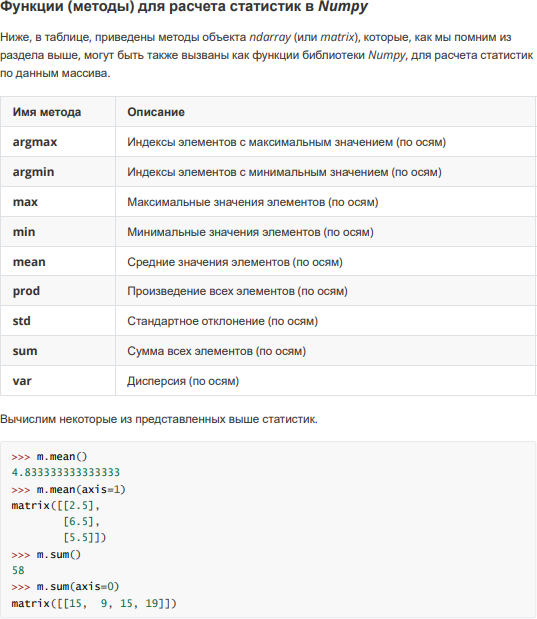 Функции (методы) для расчета статистик в Numpy
Ниже, в таблице, приведены методы объекта ndarray (или matrix), которые, как мы помним из
раздела выше, могут быть также вызваны как функции библиотеки Numpy, для расчета статистик
по данным массива.
Имя метода Описание
argmax Индексы элементов с максимальным значением (по осям)
argmin Индексы элементов с минимальным значением (по осям)
max Максимальные значения элементов (по осям)
min Минимальные значения элементов (по осям)
mean Средние значения элементов (по осям)
prod Произведение всех элементов (по осям)
std Стандартное отклонение (по осям)
sum Сумма всех элементов (по осям)
var Дисперсия (по осям)
Вычислим некоторые из представленных выше статистик.
>>> m.mean()
4.833333333333333
>>> m.mean(axis=1)
matrix([[2.5],
[6.5],
[5.5]])
>>> m.sum()
58
>>> m.sum(axis=0)
matrix([[15, 9, 15, 19]])